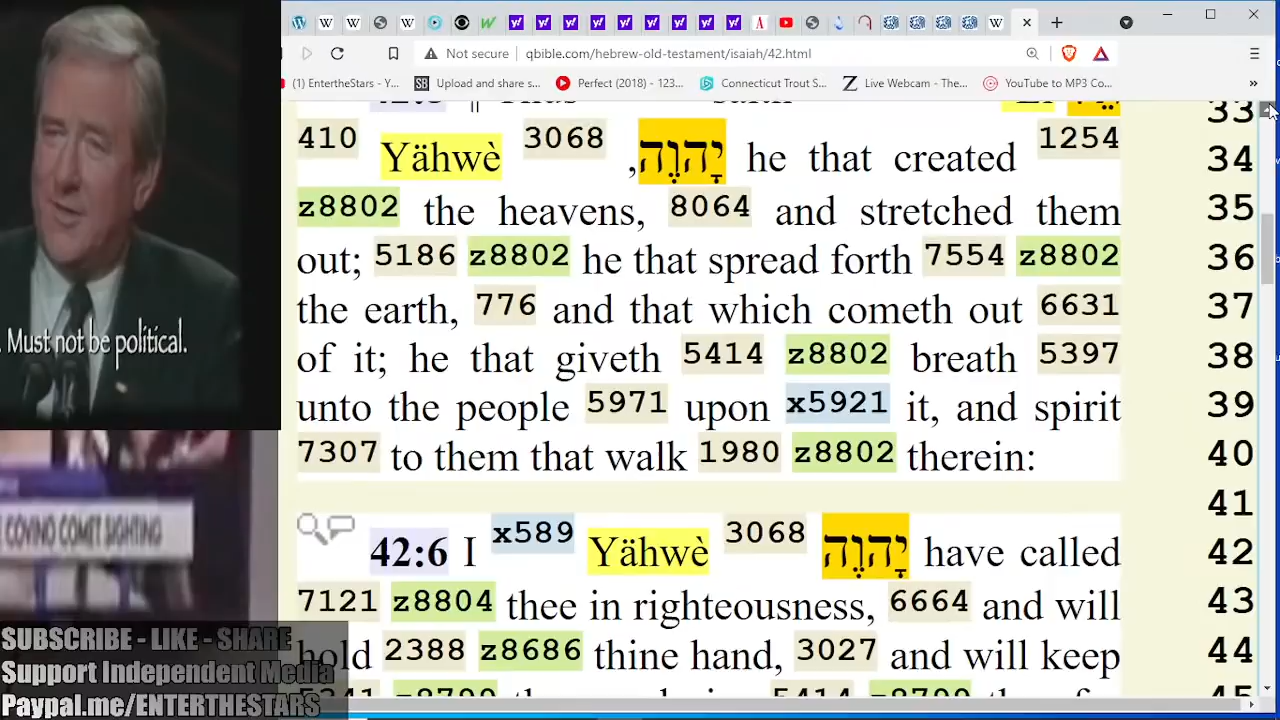 Not secure
qbible.com/hebrew-old-testament/isaiah/42.html
(1) EntertheStars - Y...
Upload and share s...
Perfect (2018) - 123...
Connecticut Trout S...
Live Webcam - The...
YouTube to MP3 Co...
»
410 Yähwè 3068 יָהוֶה, he that created 1254
z8802 the heavens, 8064 and stretched them
out; 5186 z8802 he that spread forth 7554 z8802
the earth, 776 and that which cometh out 6631
of it; he that giveth 5414 z8802 breath 5397
unto the people 5971 upon x5921 it, and spirit
7307 to them that walk 1980 z8802 therein:
42:6 I x589 Yähwè 3068 יָהוֶה have called
7121 z8804 thee in righteousness, 6664 and will
hold 2388 z8686 thine hand, 3027 and will keep
33
34
35
36
37
38
39
40
41
42
43
44
45
. Must not be political.
COVINO COMET SIGHTING
SUBSCRIBE - LIKE - SHARE
Support Independent Media
Paypal.me/ENTERTHESTARS